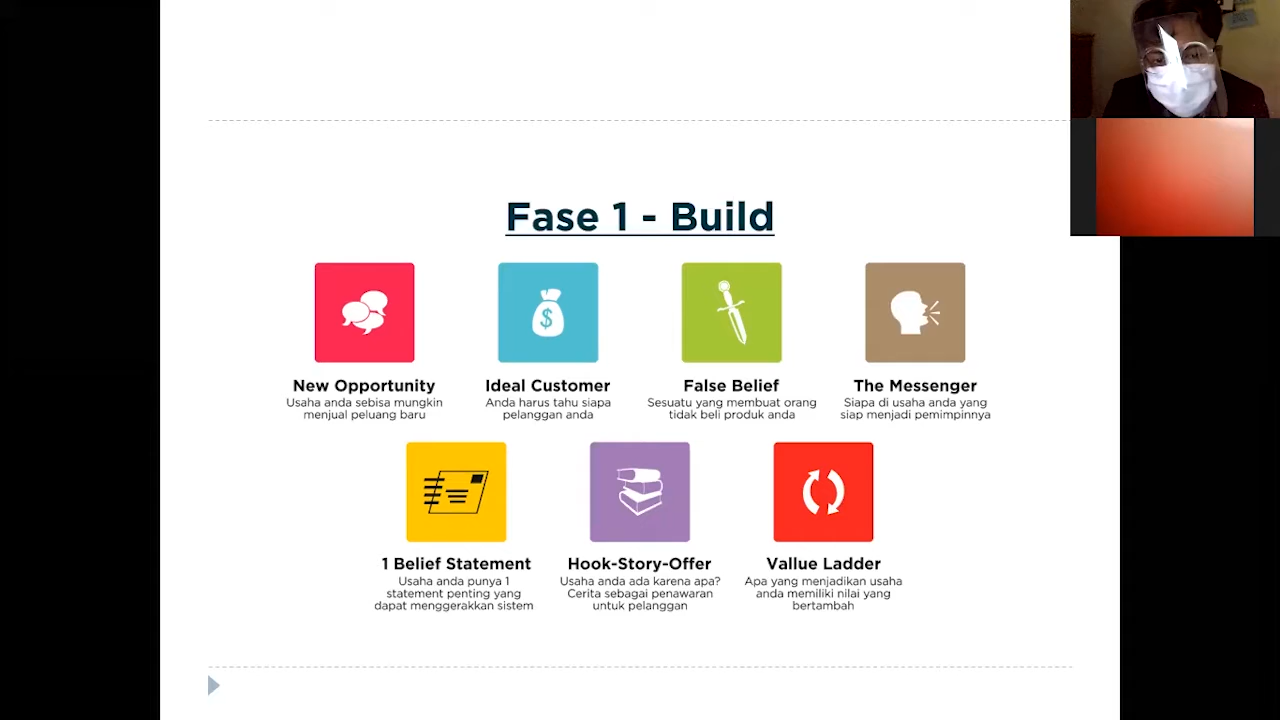 Fase 1 - Build
New Opportunity
Usaha anda sebisa mungkin
menjual peluang baru
Ideal Customer
Anda harus tahu siapa
pelanggan anda
False Belief
Sesuatu yang membuat orang
tidak beli produk anda
The Messenger
Siapa di usaha anda yang
siap menjadi pemimpinnya
$
1 Belief Statement
Usaha anda punya 1
statement penting yang
dapat menggerakkan sistem
Hook-Story-Offer
Usaha anda ada karena apa?
Cerita sebagai penawaran
untuk pelanggan
Vallue Ladder
Apa yang menjadikan usaha
anda memiliki nilai yang
bertambah